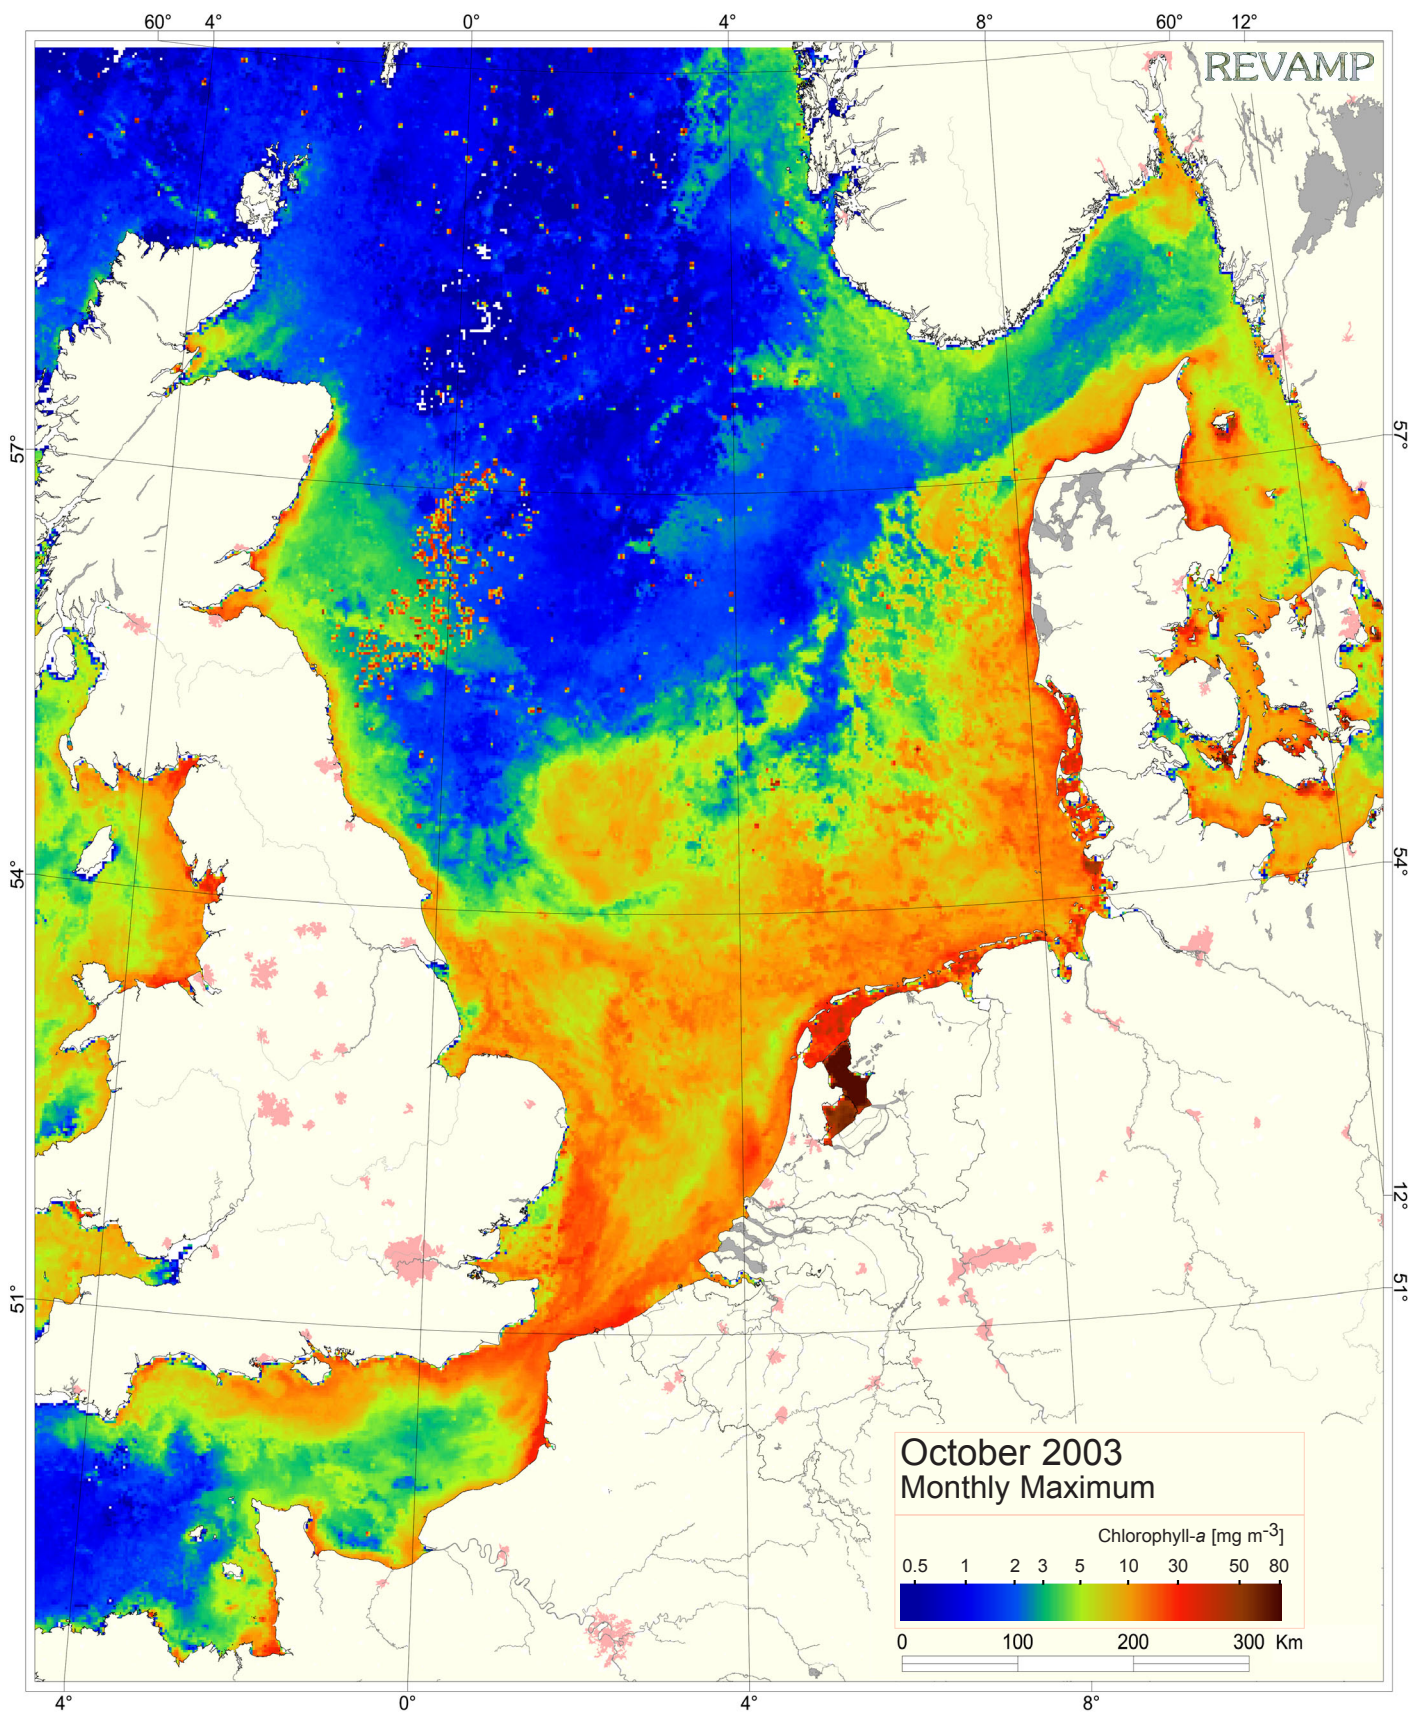 60° 4° 0° 4° 8° 60° 12°
REVAMP
57° 57°
54° 54°
12°
51° 51°
October 2003
Monthly Maximum
Chlorophyll-a [mg m-3]
0.5 1 2 3 5 10 30 50 80
0 100 200 300 Km
4° 0° 4° 8°